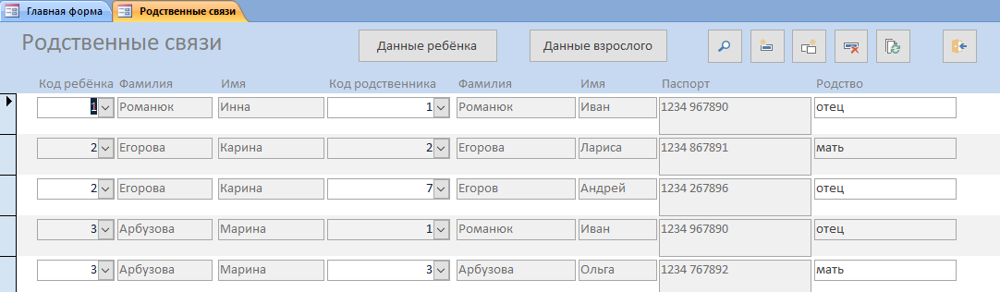 Главная форма Родственные связи
Родственные связи Данные ребёнка Данные взрослого
Код ребёнка Фамилия Имя Код родственника Фамилия Имя Паспорт Родство
1 Романюк Инна 1 Романюк Иван 1234 967890 отец
2 Егорова Карина 2 Егорова Лариса 1234 867891 мать
2 Егорова Карина 7 Егоров Андрей 1234 267896 отец
3 Арбузова Марина 1 Романюк Иван 1234 967890 отец
3 Арбузова Марина 3 Арбузова Ольга 1234 767892 мать